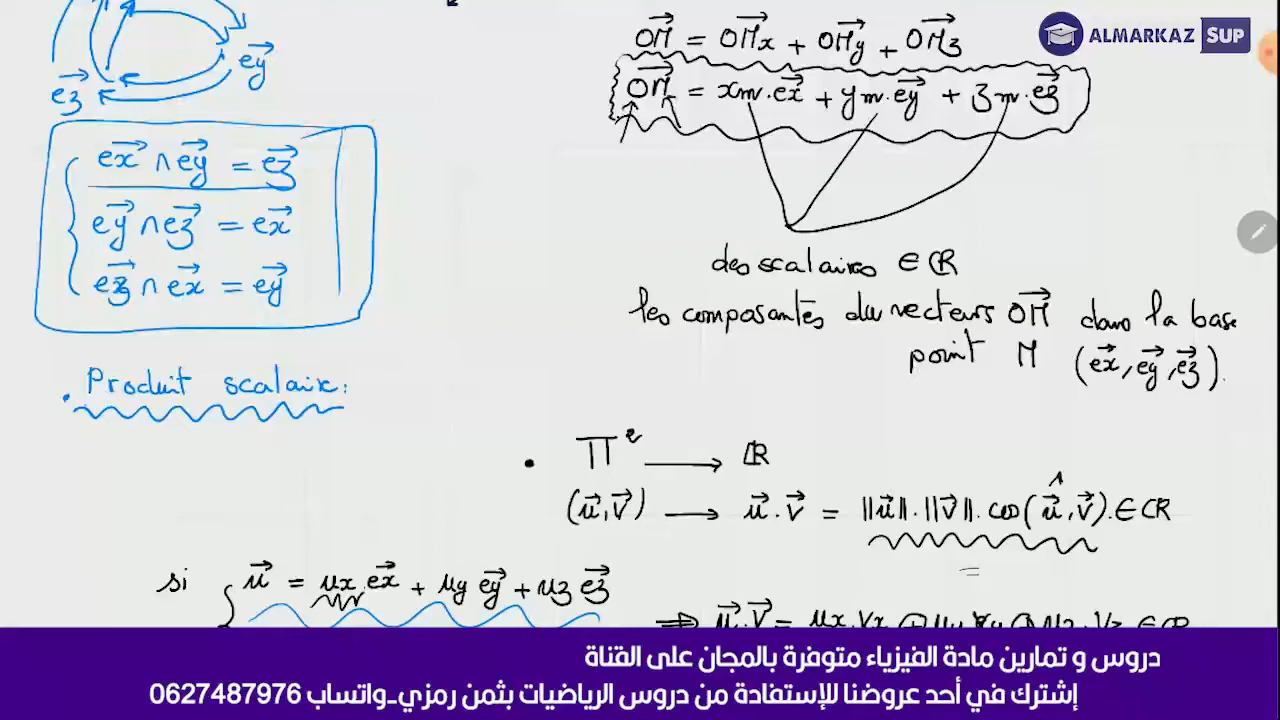 ALMARKAZ SUP
OM⃗ = OMx⃗ + OMy⃗ + OMz⃗
OM⃗ = xm.ex⃗ + ym.ey⃗ + zm.ez⃗
des scalaires ∈ ℝ
les composantes du vecteurs OM⃗ dans la base
point M (ex⃗, ey⃗, ez⃗).
ey⃗
ez⃗
ex⃗ ∧ ey⃗ = ez⃗
ey⃗ ∧ ez⃗ = ex⃗
ez⃗ ∧ ex⃗ = ey⃗
. Produit scalaire:
(u⃗,v⃗) → u⃗.v⃗ = ||u⃗||.||v⃗||.cos(u⃗,v⃗).∈ ℝ
si { u⃗ = ux.ex⃗ + uy ey⃗ + uz ez⃗
دروس و تمارين مادة الفيزياء متوفرة بالمجان على القناة
إشترك في أحد عروضنا للإستفادة من دروس الرياضيات بثمن رمزي-واتساب 0627487976